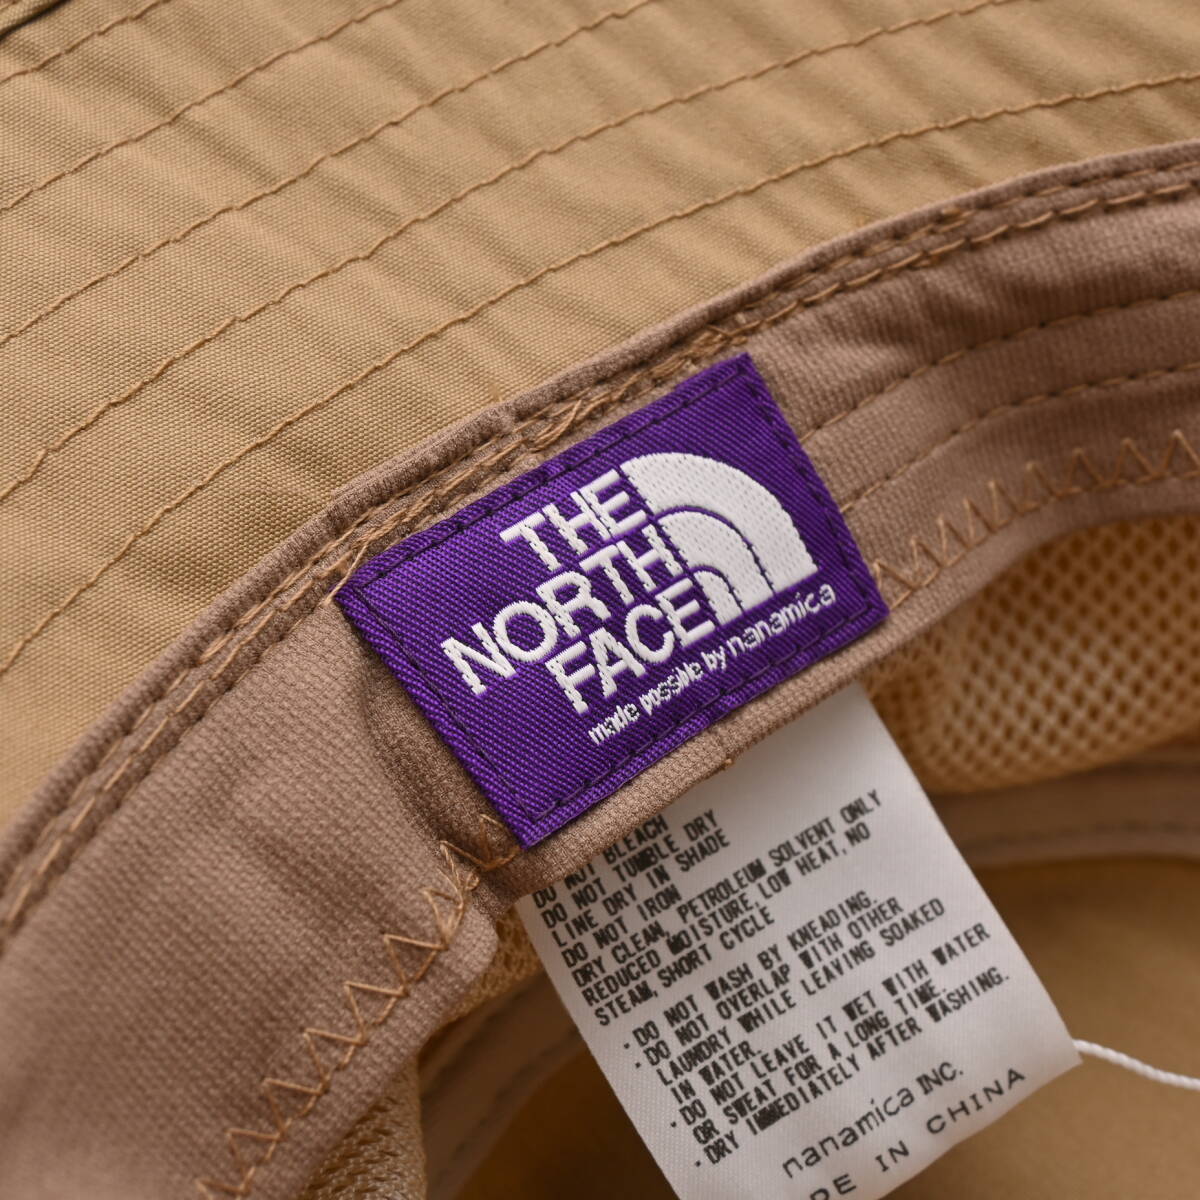 THE
NORTH
FACE
made possible by nanamica
DO NOT BLEACH
DO NOT TUMBLE DRY
LINE DRY IN SHADE
DO NOT IRON
DRY CLEAN, PETROLEUM SOLVENT ONLY
REDUCED MOISTURE, LOW HEAT, NO
STEAM, SHORT CYCLE
・DO NOT WASH BY KNEADING.
・DO NOT OVERLAP WITH OTHER
LAUNDRY WHILE LEAVING SOAKED
IN WATER.
・DO NOT LEAVE IT WET WITH WATER
OR SWEAT FOR A LONG TIME.
・DRY IMMEDIATELY AFTER WASHING.
nanamica INC.
DE IN CHINA